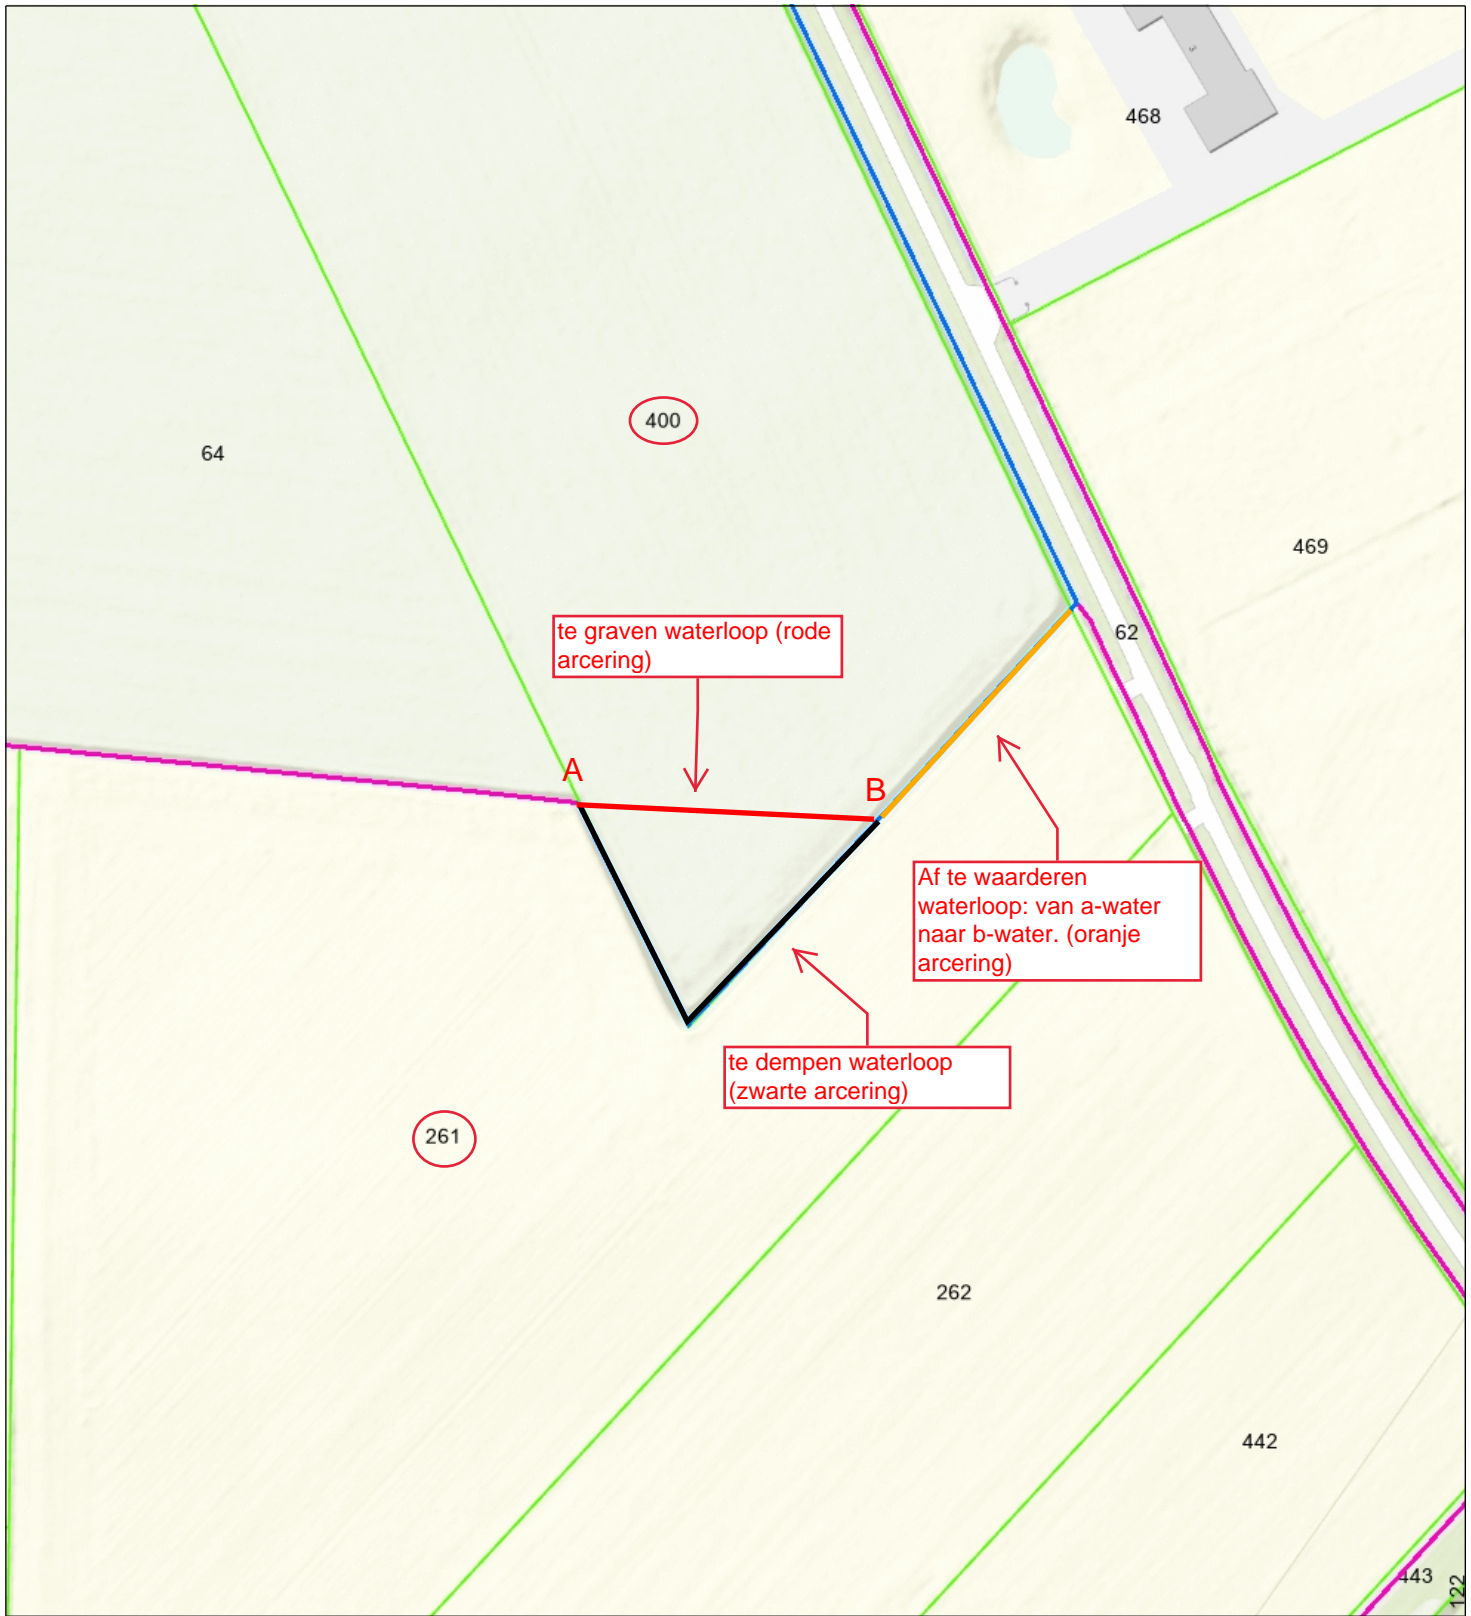 3
468
400
64
469
te graven waterloop (rode
arcering)
62
A
B
Af te waarderen
waterloop: van a-water
naar b-water. (oranje
arcering)
te dempen waterloop
(zwarte arcering)
261
262
442
443
122